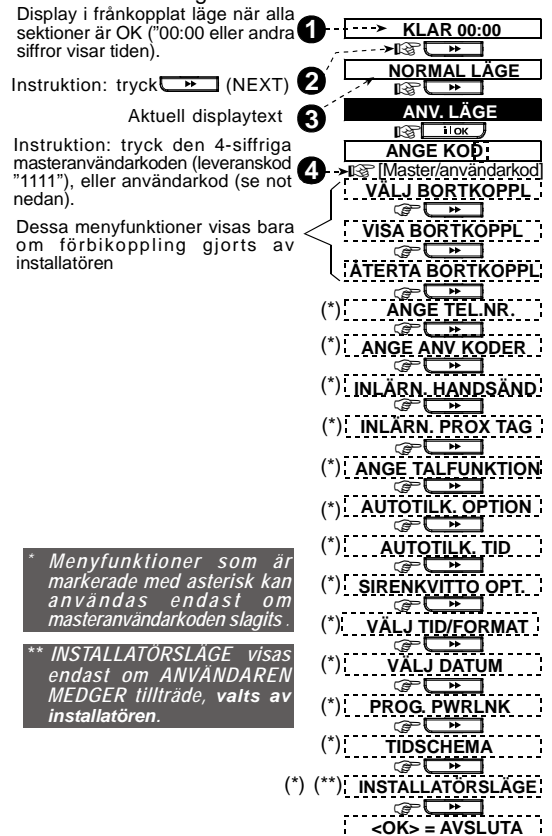 Display i frånkopplat läge när alla
sektioner är OK ("00:00 eller andra
siffror visar tiden).
Instruktion: tryck (NEXT)
Aktuell displaytext
Instruktion: tryck den 4-siffriga
masteranvändarkoden (leveranskod
"1111"), eller användarkod (se not
nedan).
Dessa menyfunktioner visas bara
om förbikoppling gjorts av
installatören
* Menyfunktioner som är
markerade med asterisk kan
användas endast om
masteranvändarkoden slagits .
** INSTALLATÖRSLÄGE visas
endast om ANVÄNDAREN
MEDGER tillträde, valts av
installatören.
1 KLAR 00:00
2
3 NORMAL LÄGE
ANV. LÄGE
i I OK
ANGE KOD
4 [Master/användarkod]
VÄLJ BORTKOPPL
VISA BORTKOPPL
ÅTERTA BORTKOPPL
(*) ANGE TEL.NR.
(*) ANGE ANV KODER
(*) INLÄRN. HANDSÄND
(*) INLÄRN. PROX TAG
(*) ANGE TALFUNKTION
(*) AUTOTILK. OPTION
(*) AUTOTILK. TID
(*) SIRENKVITTO OPT.
(*) VÄLJ TID/FORMAT
(*) VÄLJ DATUM
(*) PROG. PWRLNK
(*) TIDSCHEMA
(*) (**) INSTALLATÖRSLÄGE
<OK> = AVSLUTA